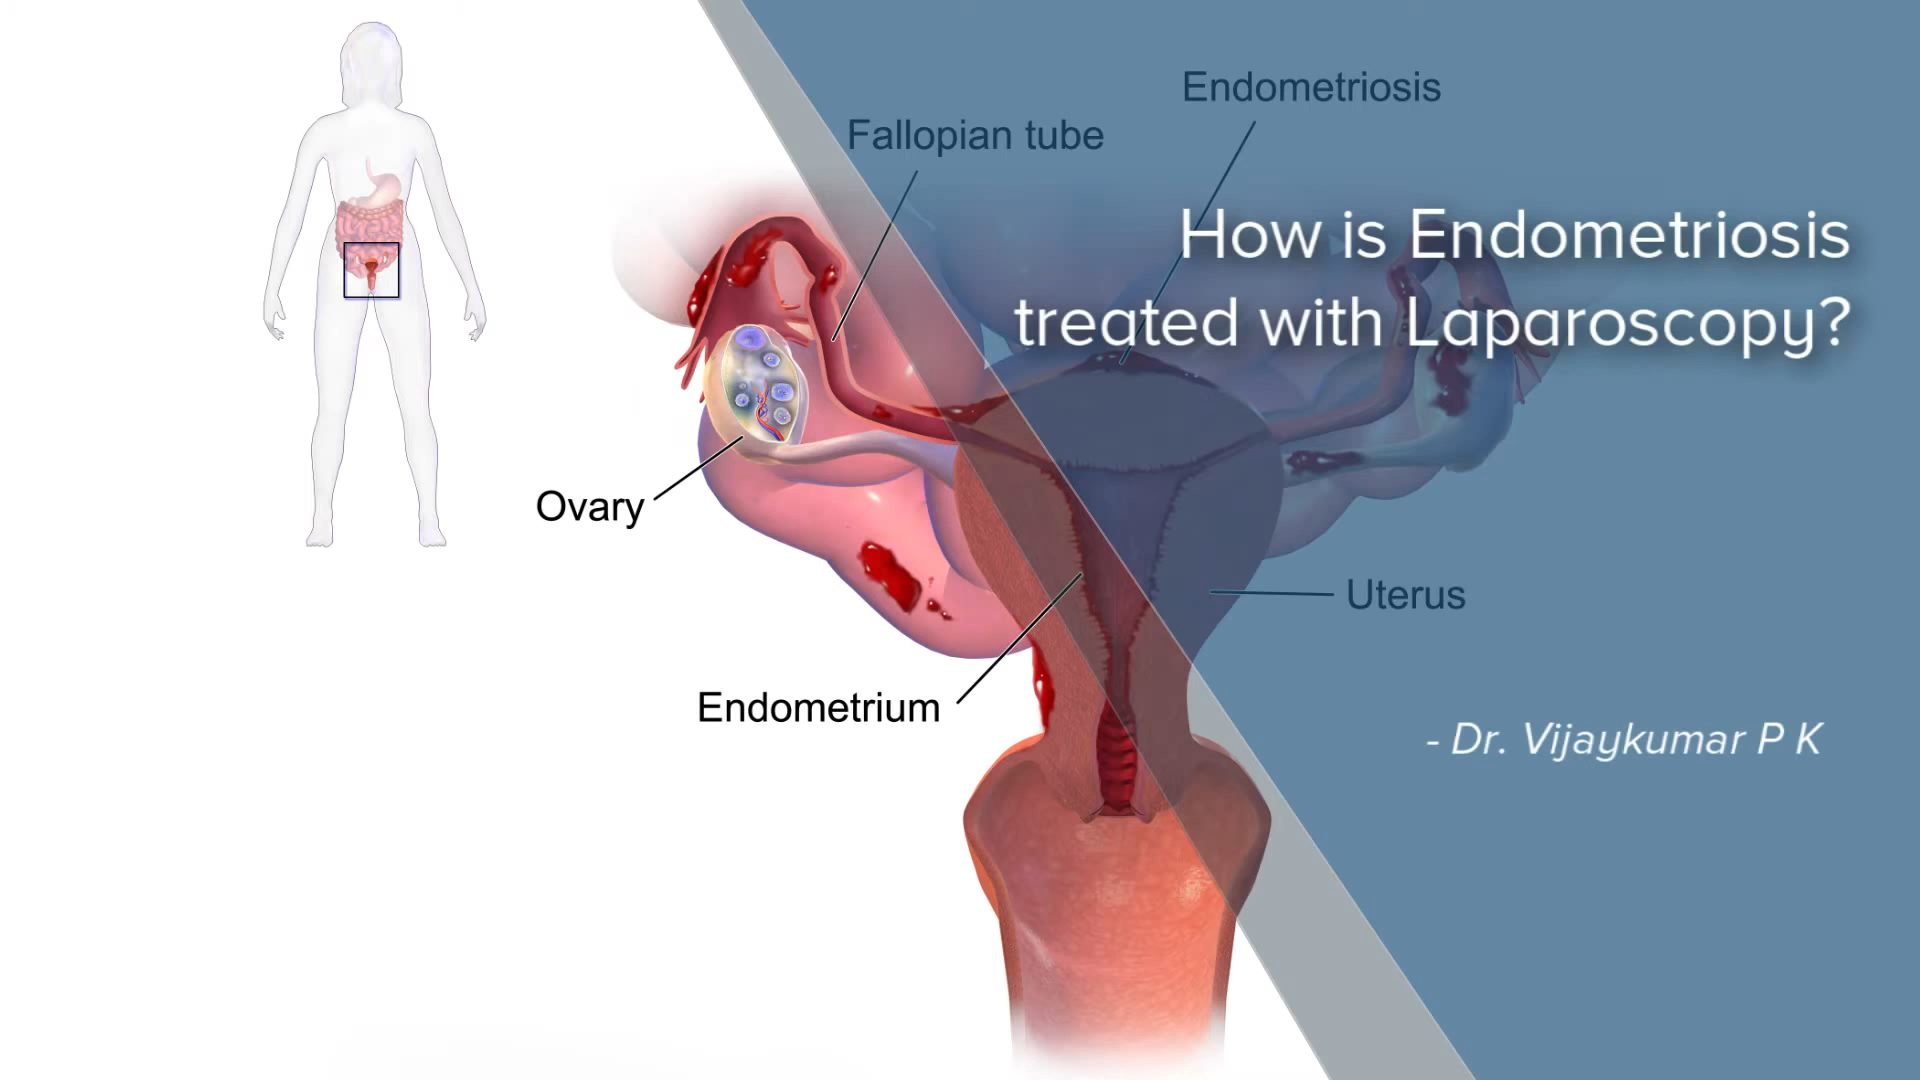 Endometriosis
Fallopian tube
How is Endometriosis
treated with Laparoscopy?
Ovary
Uterus
Endometrium
- Dr. Vijaykumar P K